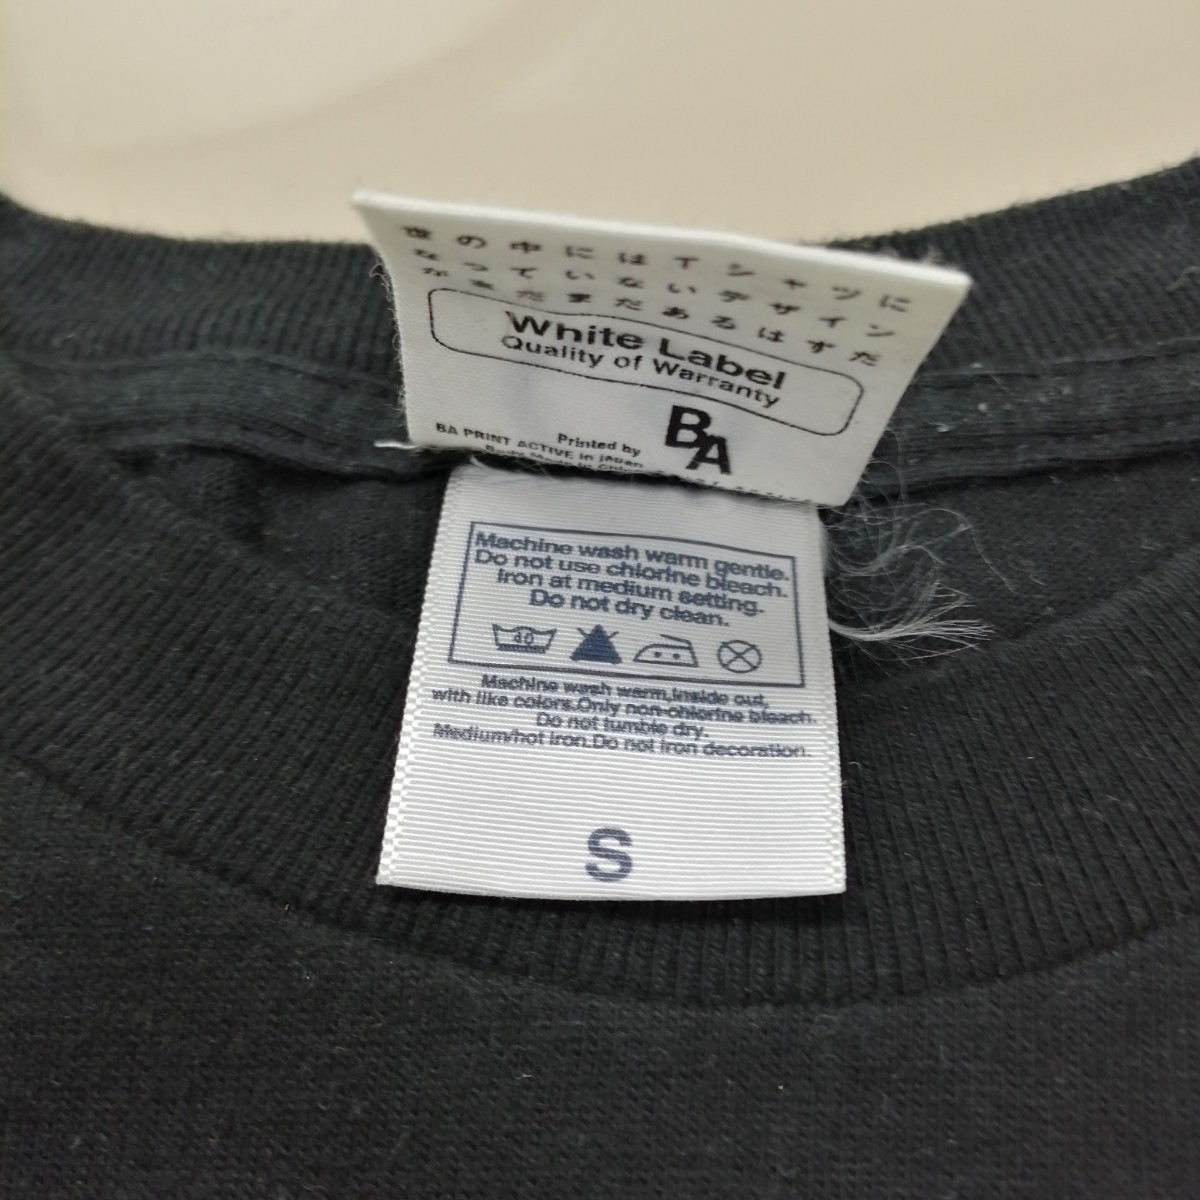 世の中にはTシャツに
なっていないデザイン
がまだまだあるはずだ
White Label
Quality of Warranty
Printed by
BA
BA PRINT ACTIVE in japan
Body Made in China
Machine wash warm gentle.
Do not use chlorine bleach.
Iron at medium setting.
Do not dry clean.
40
Machine wash warm,inside out,
with like colors.Only non-chlorine bleach.
Do not tumble dry.
Medium/hot iron.Do not iron decoration.
S